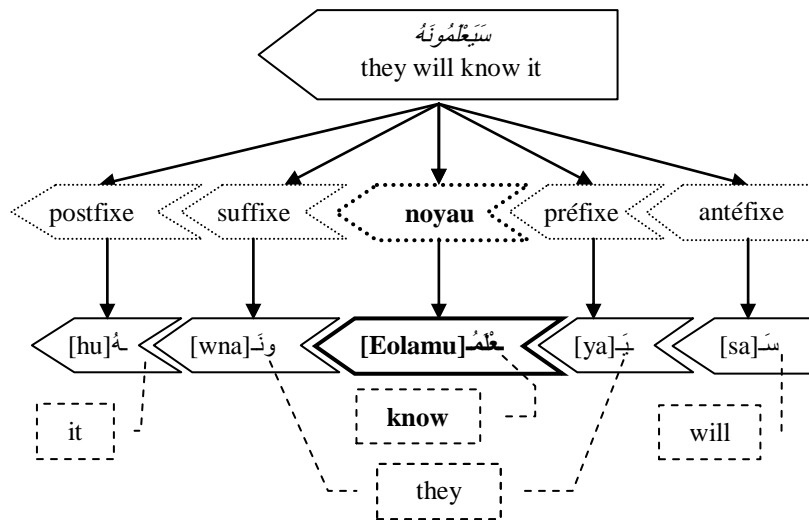 سَيَعْلَمُونَهُ
they will know it
postfixe suffixe noyau préfixe antéfixe
[hu]ـهُ [wna]ونَـ [Eolamu]ـعْلَمُـ [ya]يَـ [sa]سَـ
it know will
they